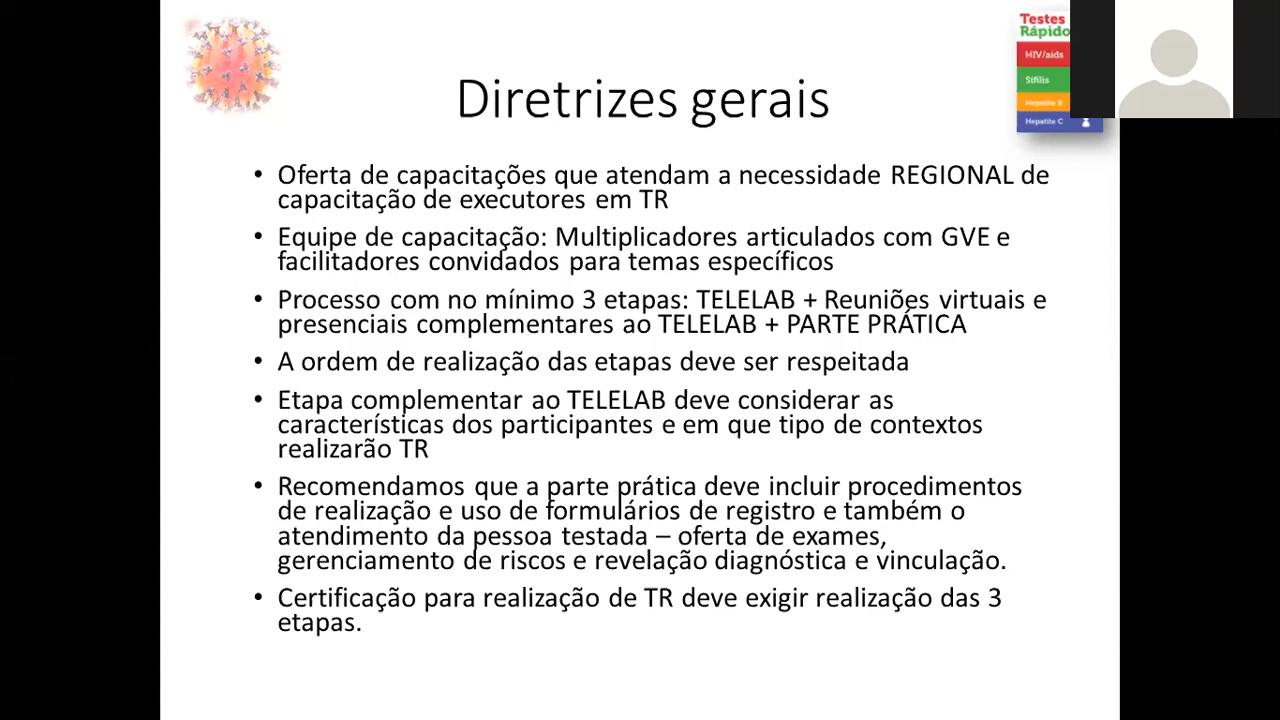 Testes
Rápido
HIV/aids
Sífilis
Hepatite B
Hepatite C
Diretrizes gerais
• Oferta de capacitações que atendam a necessidade REGIONAL de
capacitação de executores em TR
• Equipe de capacitação: Multiplicadores articulados com GVE e
facilitadores convidados para temas específicos
• Processo com no mínimo 3 etapas: TELELAB + Reuniões virtuais e
presenciais complementares ao TELELAB + PARTE PRÁTICA
• A ordem de realização das etapas deve ser respeitada
• Etapa complementar ao TELELAB deve considerar as
características dos participantes e em que tipo de contextos
realizarão TR
• Recomendamos que a parte prática deve incluir procedimentos
de realização e uso de formulários de registro e também o
atendimento da pessoa testada – oferta de exames,
gerenciamento de riscos e revelação diagnóstica e vinculação.
• Certificação para realização de TR deve exigir realização das 3
etapas.